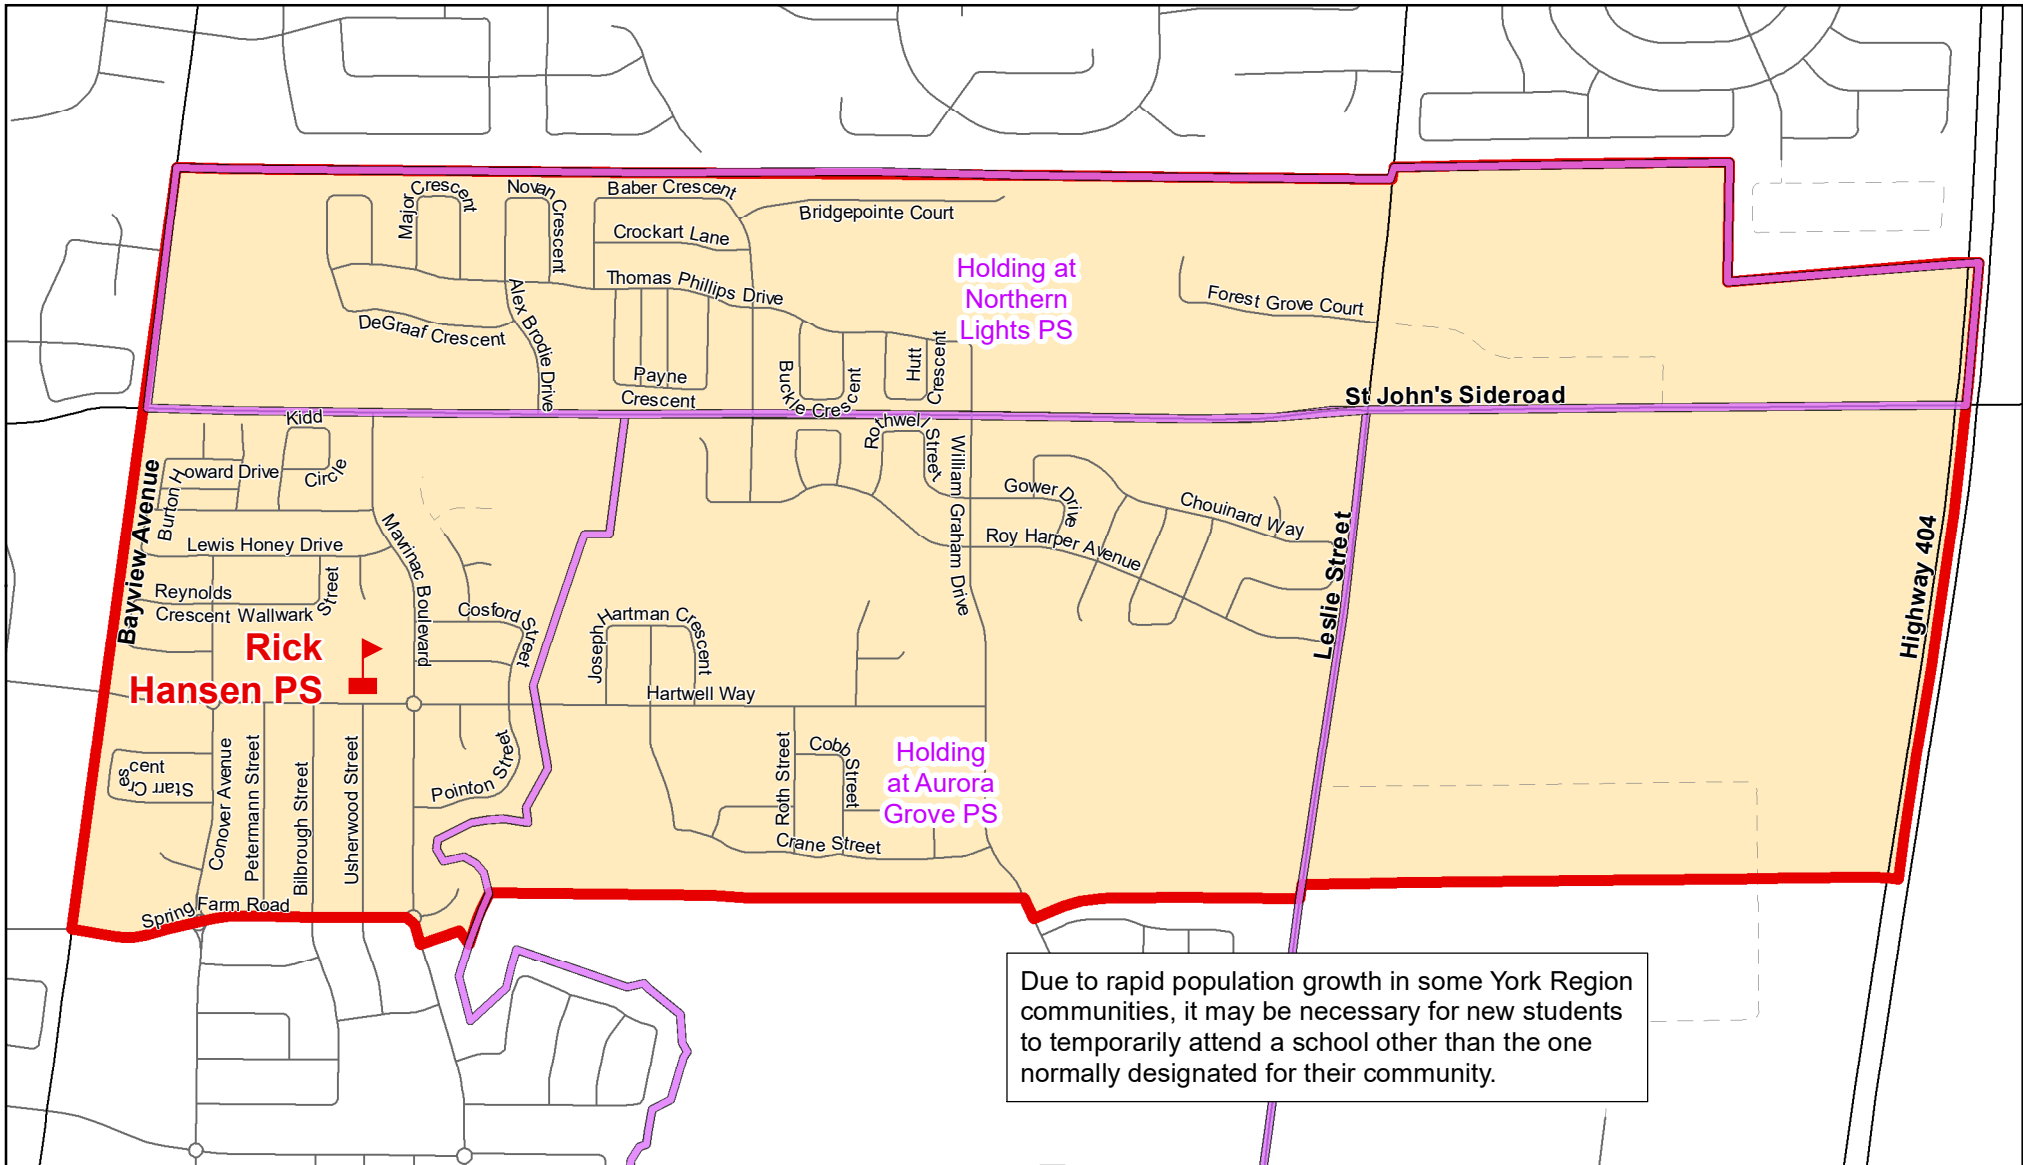 Major
Crescent
Novan
Crescent
Baber Crescent
Bridgepointe Court
Crockart Lane
Thomas Phillips Drive
Alex Brodie Drive
DeGraaf Crescent
Payne
Crescent
Buckle Crescent
Hutt
Crescent
Holding at
Northern
Lights PS
Forest Grove Court
St John's Sideroad
Kidd
Circle
Burton Howard Drive
Bayview Avenue
Lewis Honey Drive
Reynolds
Crescent
Wallwark
Street
Mavrinac Boulevard
Cosford Street
Rothwell Street
William Graham Drive
Gower Drive
Chouinard Way
Roy Harper Avenue
Leslie Street
Highway 404
Rick
Hansen PS
Joseph
Hartman Crescent
Hartwell Way
Starr Crescent
Conover Avenue
Petermann Street
Bilbrough Street
Usherwood Street
Pointon Street
Roth Street
Cobb
Street
Crane Street
Holding
at Aurora
Grove PS
Spring Farm Road
Due to rapid population growth in some York Region
communities, it may be necessary for new students
to temporarily attend a school other than the one
normally designated for their community.